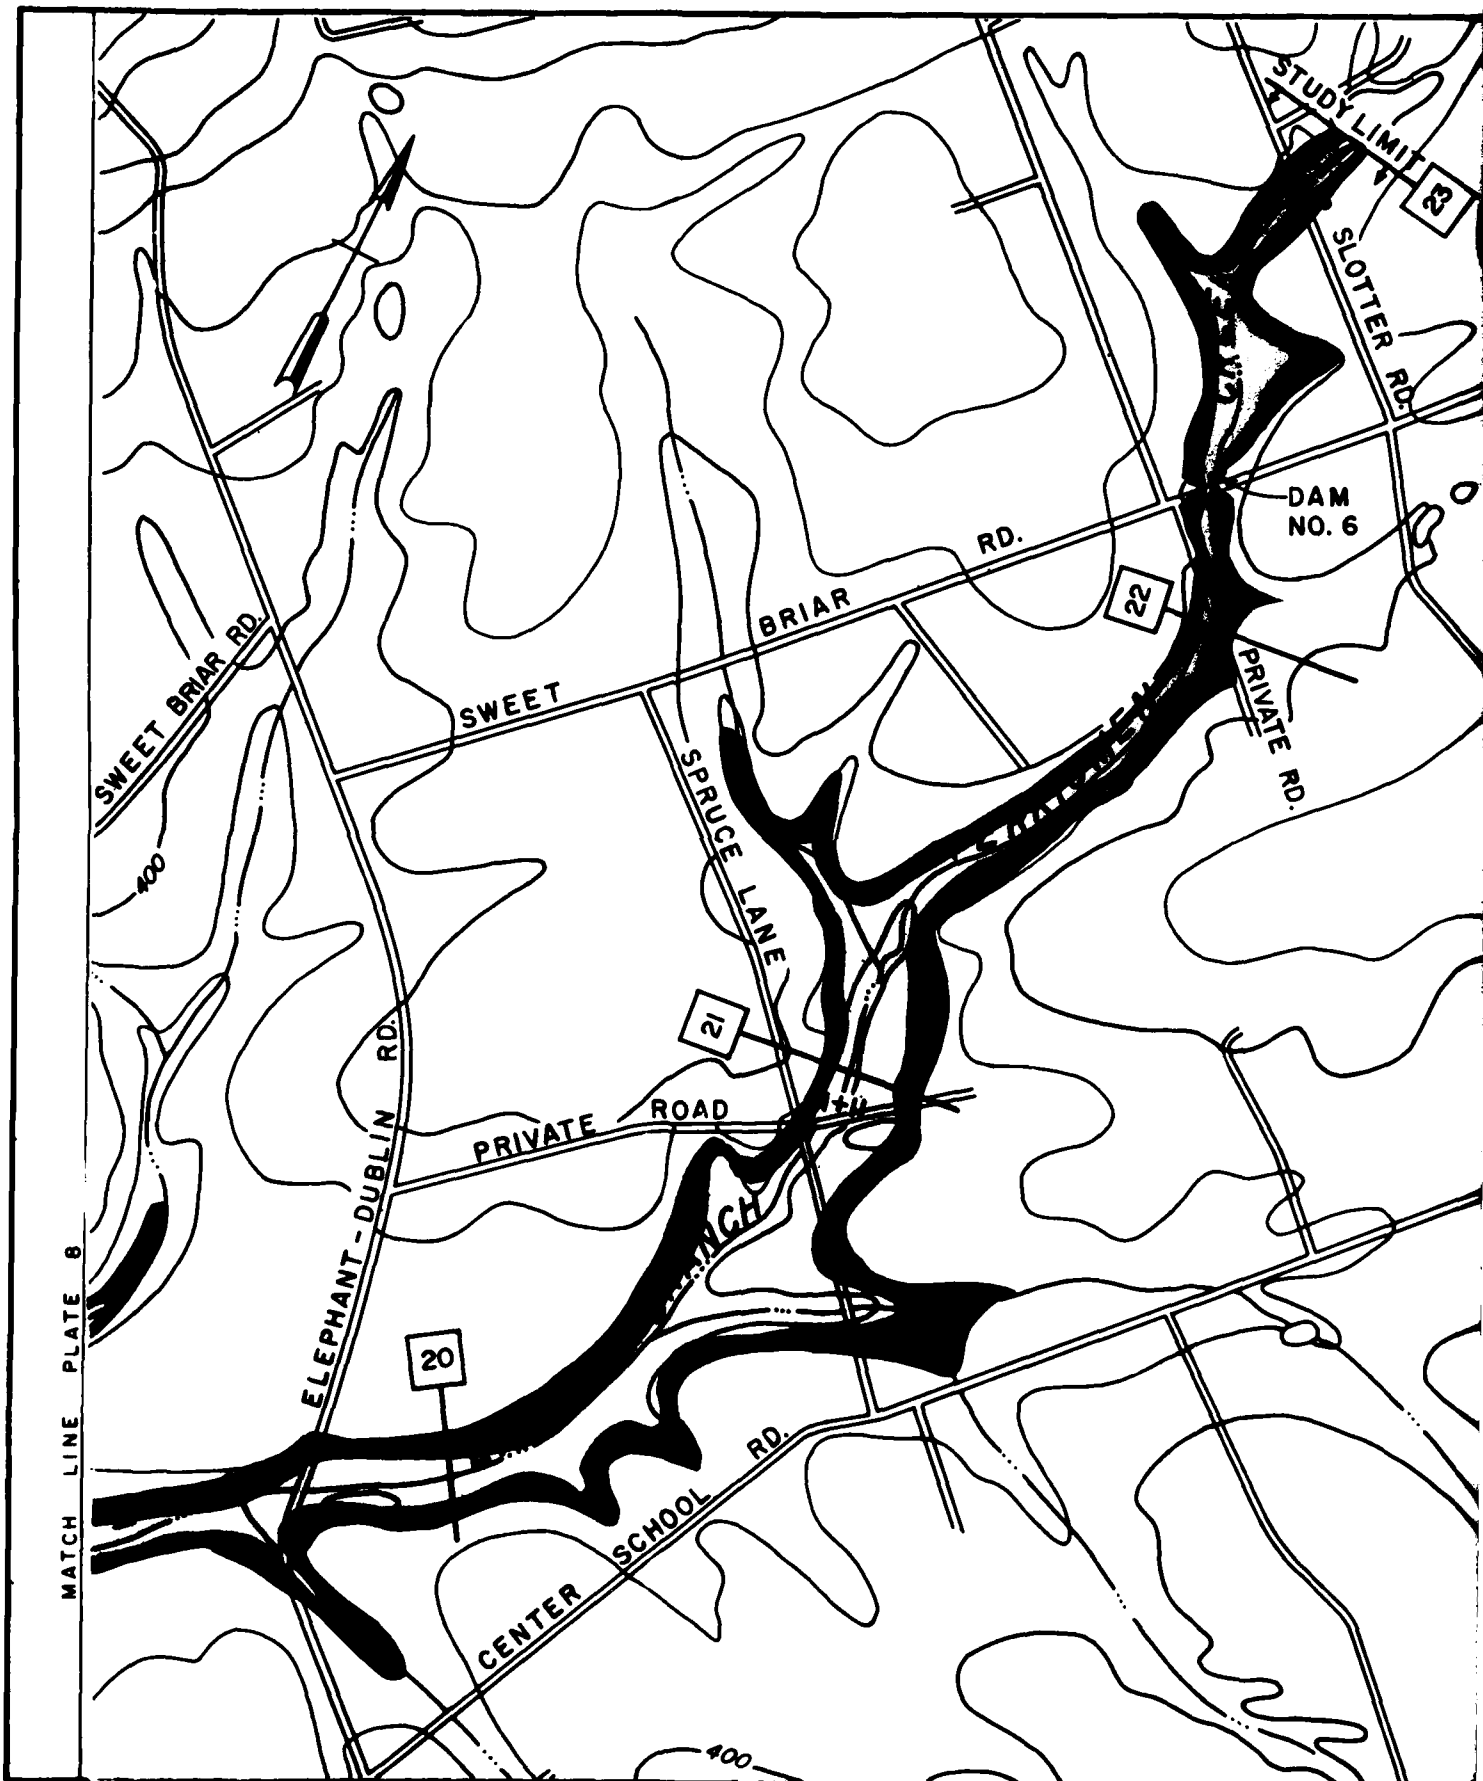 STUDY LIMIT
23
SLOTTER RD.
DAM
NO. 6
22
PRIVATE RD.
SWEET BRIAR RD.
SWEET BRIAR RD.
400
SPRUCE LANE
21
PRIVATE ROAD
ELEPHANT-DUBLIN RD.
20
CENTER SCHOOL RD.
MATCH LINE PLATE 8
400